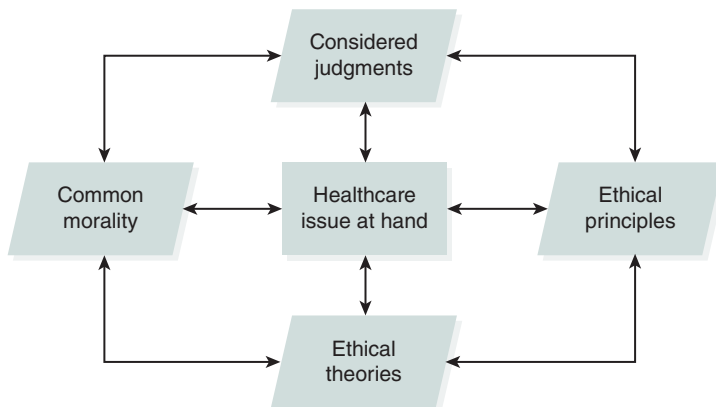 Considered
judgments
Common
morality
Healthcare
issue at hand
Ethical
principles
Ethical
theories